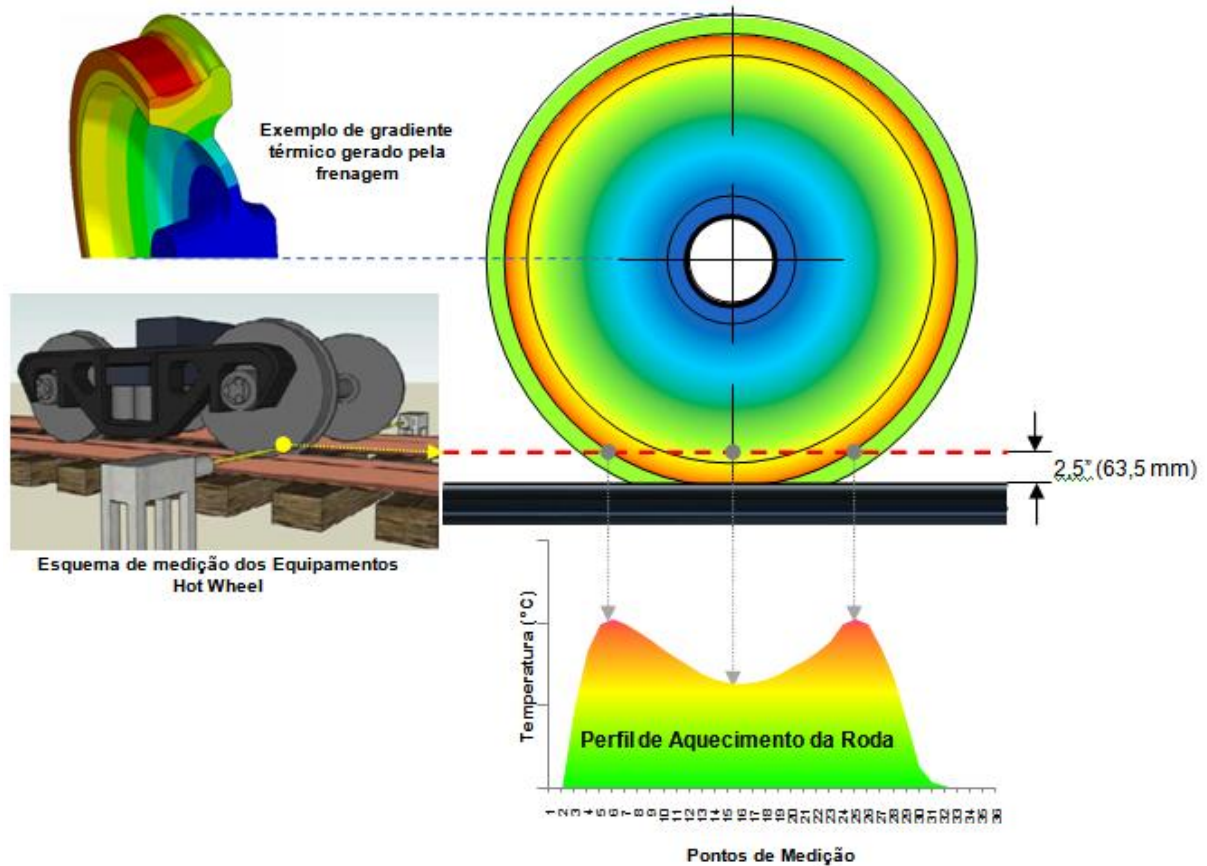 Exemplo de gradiente
térmico gerado pela
frenagem
2,5” (63,5 mm)
Esquema de medição dos Equipamentos
Hot Wheel
Temperatura (°C)
Perfil de Aquecimento da Roda
1 2 3 4 5 6 7 8 9 10 11 12 13 14 15 16 17 18 19 20 21 22 23 24 25 26 27 28 29 30 31 32 33 34 35 36
Pontos de Medição